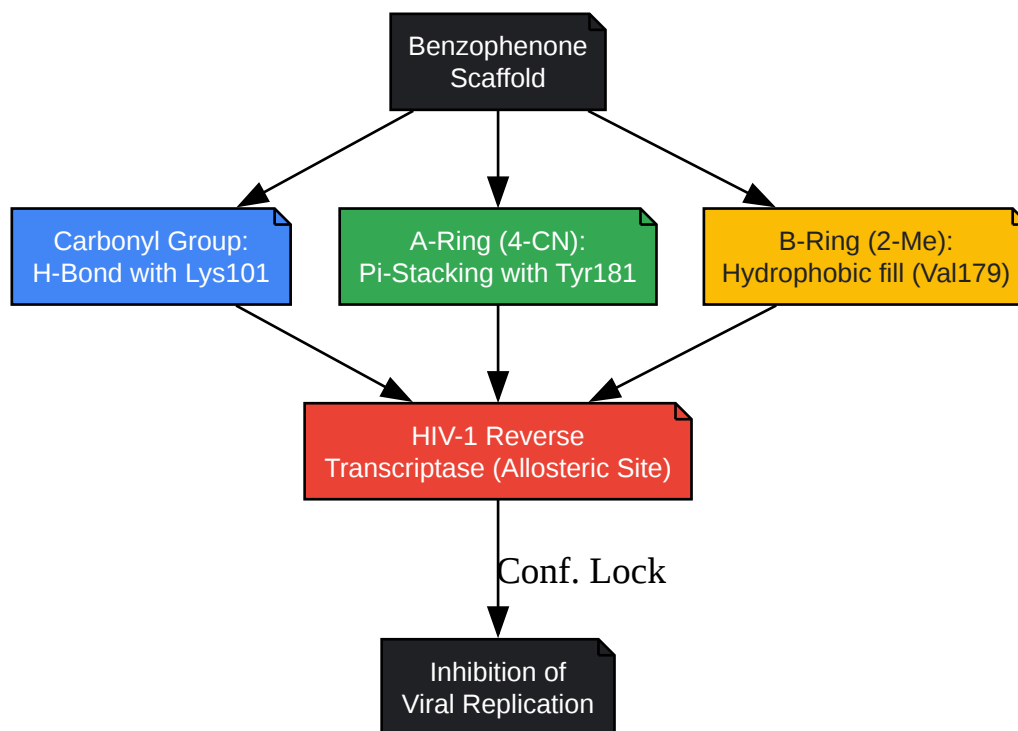 Benzophenone
Scaffold
Carbonyl Group:
H-Bond with Lys101
A-Ring (4-CN):
Pi-Stacking with Tyr181
B-Ring (2-Me):
Hydrophobic fill (Val179)
HIV-1 Reverse
Transcriptase (Allosteric Site)
Conf. Lock
Inhibition of
Viral Replication